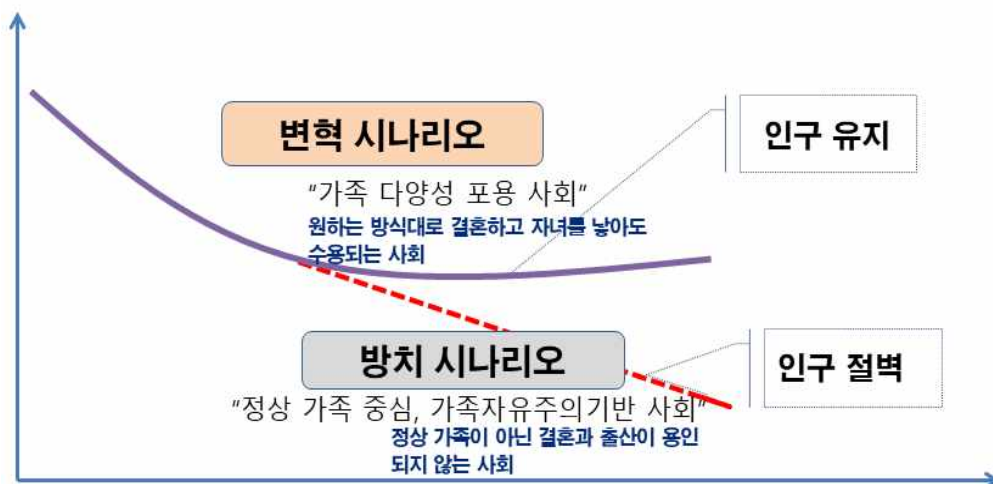 변혁 시나리오
인구 유지
"가족 다양성 포용 사회"
원하는 방식대로 결혼하고 자녀를 낳아도
수용되는 사회
방치 시나리오
인구 절벽
"정상 가족 중심, 가족자유주의기반 사회"
정상 가족이 아닌 결혼과 출산이 용인
되지 않는 사회